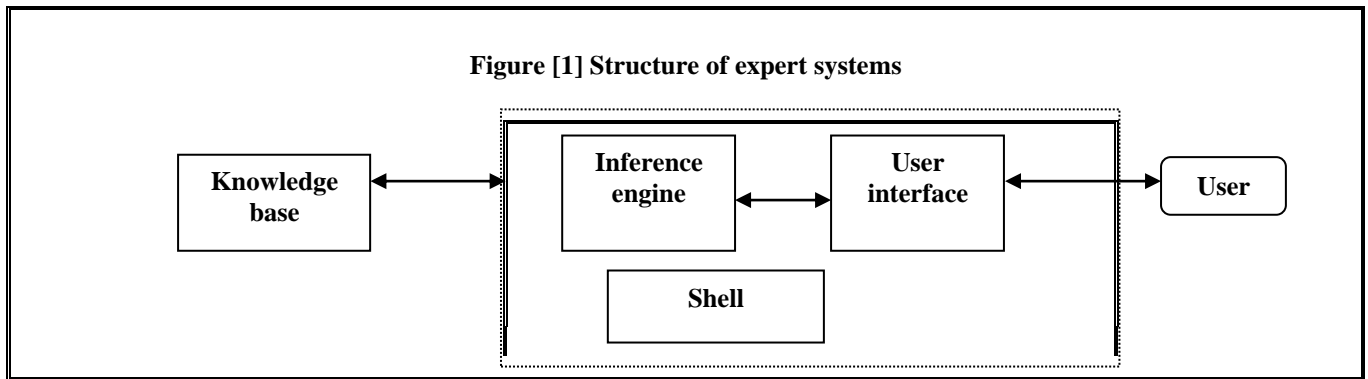 Figure [1] Structure of expert systems
Knowledge
base
Inference
engine
User
interface
User
Shell